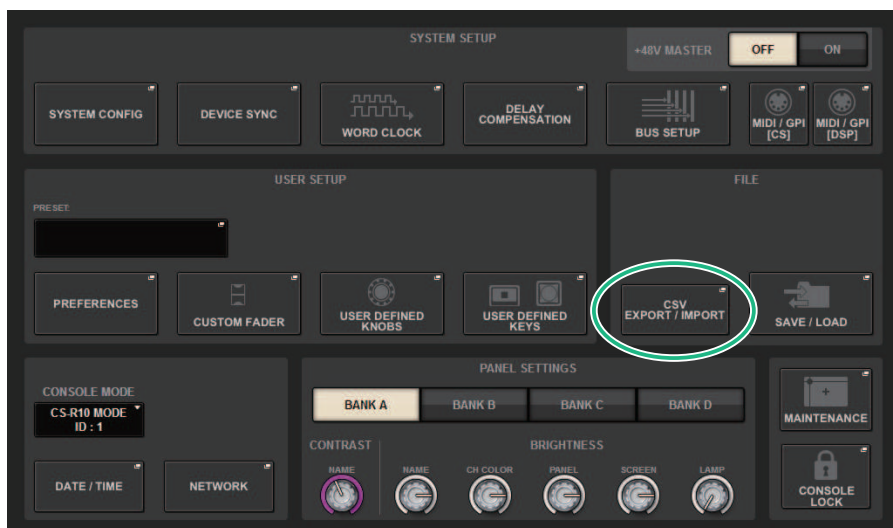 SYSTEM SETUP
+48V MASTER
OFF
ON
SYSTEM CONFIG
DEVICE SYNC
WORD CLOCK
DELAY
COMPENSATION
BUS SETUP
MIDI / GPI
[CS]
MIDI / GPI
[DSP]
USER SETUP
PRESET:
PREFERENCES
CUSTOM FADER
USER DEFINED
KNOBS
USER DEFINED
KEYS
FILE
CSV
EXPORT / IMPORT
SAVE / LOAD
CONSOLE MODE
CS-R10 MODE
ID : 1
DATE / TIME
NETWORK
PANEL SETTINGS
BANK A
BANK B
BANK C
BANK D
CONTRAST
BRIGHTNESS
NAME
NAME
CH COLOR
PANEL
SCREEN
LAMP
MAINTENANCE
CONSOLE
LOCK